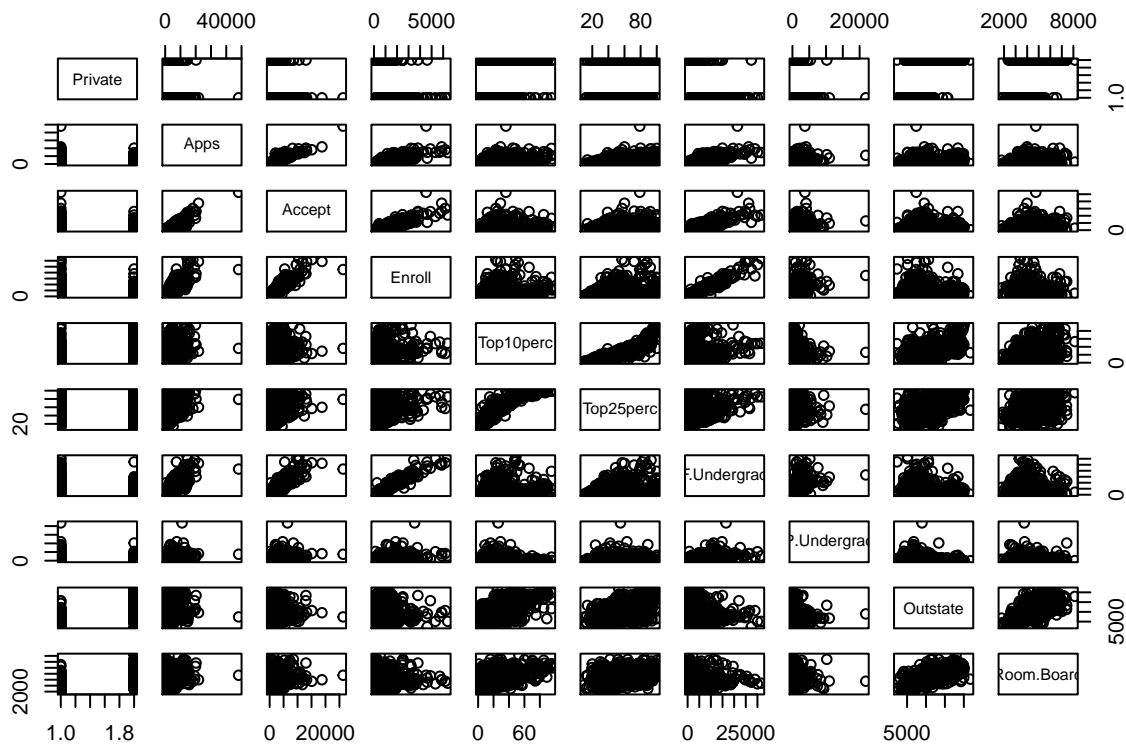 0 40000 0 5000 20 80 0 20000 2000 8000
Private 1.0
0 Apps
Accept 0
0 Enroll
Top10perc 0
20 Top25perc
F.Undergrad 0
0 P.Undergrad
Outstate 5000
2000 Room.Board
1.0 1.8 0 20000 0 60 0 25000 5000